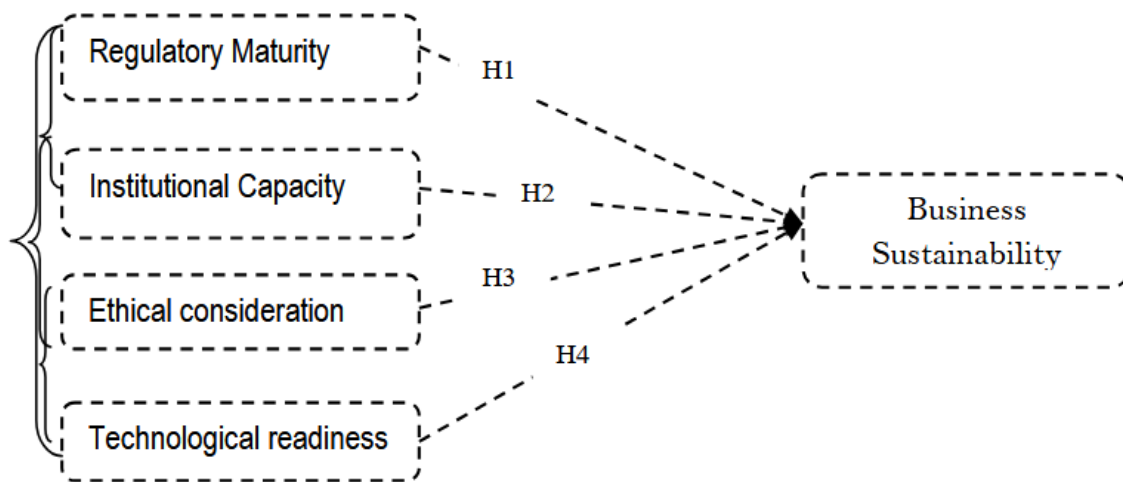 Regulatory Maturity
H1
Institutional Capacity
H2
Business
Sustainability
Ethical consideration
H3
H4
Technological readiness